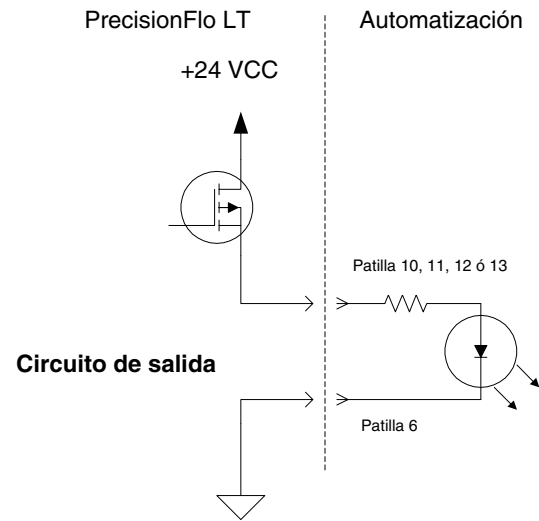 PrecisionFlo LT
Automatización
+24 VCC
Patilla 10, 11, 12 ó 13
Circuito de salida
Patilla 6